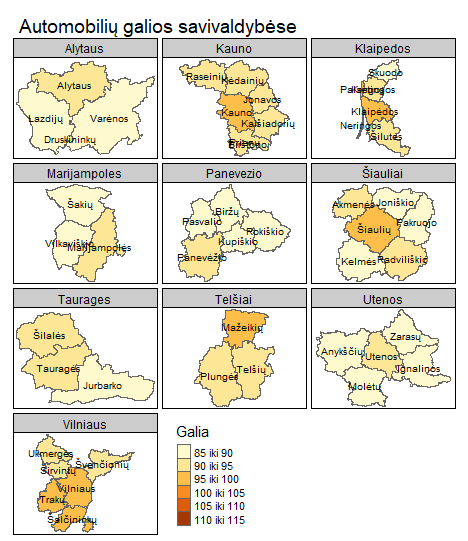 Automobilių galios savivaldybėse
Alytaus
Kauno
Klaipedos
Alytaus
Lazdijų
Varėnos
Druskininkų
Raseinių
Kėdainių
Jonavos
Kauno
Kaišiadorių
Skuodo
Klaipėdos
Neringos
Šilutės
Marijampoles
Panevezio
Šiauliai
Šakių
Vilkaviškio
Marijampolės
Biržų
Pasvalio
Rokiškio
Kupiškio
Panevėžio
Akmenės
Joniškio
Pakruojo
Šiaulių
Kelmės
Radviliškio
Taurages
Telšiai
Utenos
Šilalės
Tauragės
Jurbarko
Mažeikių
Plungės
Telšių
Zarasų
Anykščių
Utenos
Ignalinos
Molėtų
Vilniaus
Ukmergės
Širvintų
Švenčionių
Vilniaus
Trakų
Šalčininkų
Galia
85 iki 90
90 iki 95
95 iki 100
100 iki 105
105 iki 110
110 iki 115